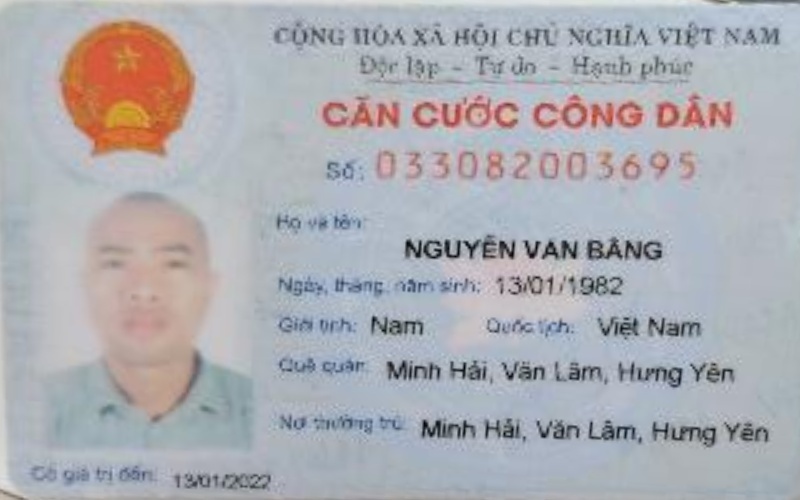 CỘNG HÒA XÃ HỘI CHỦ NGHĨA VIỆT NAM
Độc lập - Tự do - Hạnh phúc
CĂN CƯỚC CÔNG DÂN
Số: 033082003695
Họ và tên:
NGUYỄN VĂN BẰNG
Ngày, tháng, năm sinh: 13/01/1982
Giới tính: Nam Quốc tịch: Việt Nam
Quê quán: Minh Hải, Văn Lâm, Hưng Yên
Nơi thường trú: Minh Hải, Văn Lâm, Hưng Yên
Có giá trị đến: 13/01/2022